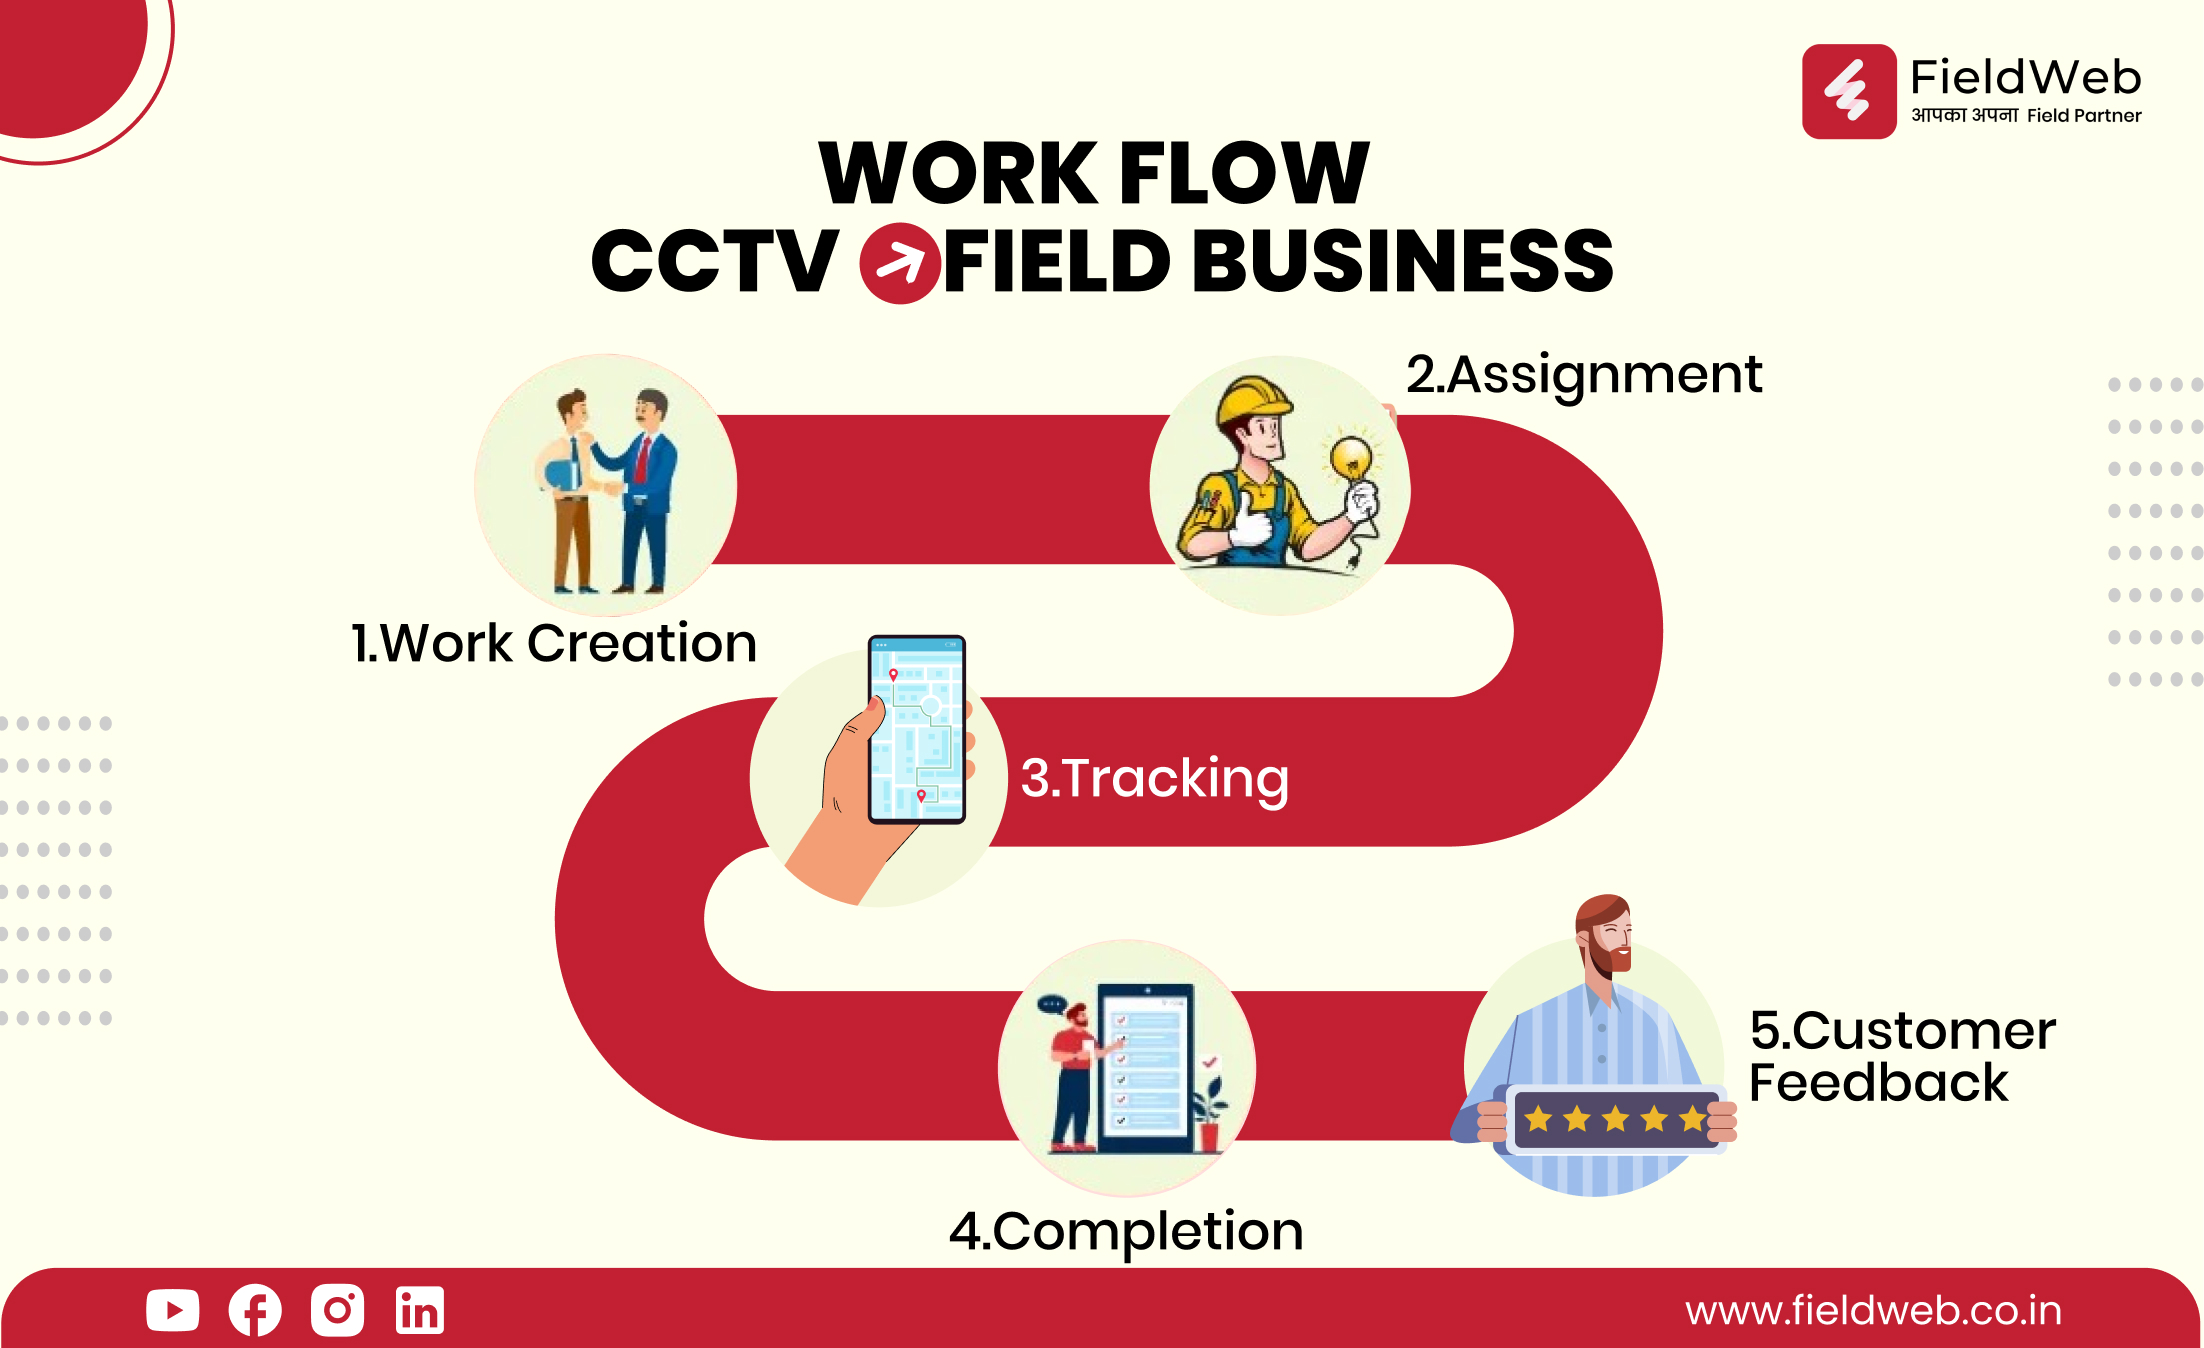 FieldWeb
आपका अपना Field Partner
WORK FLOW
CCTV FIELD BUSINESS
2.Assignment
1.Work Creation
3.Tracking
5.Customer
Feedback
4.Completion
www.fieldweb.co.in